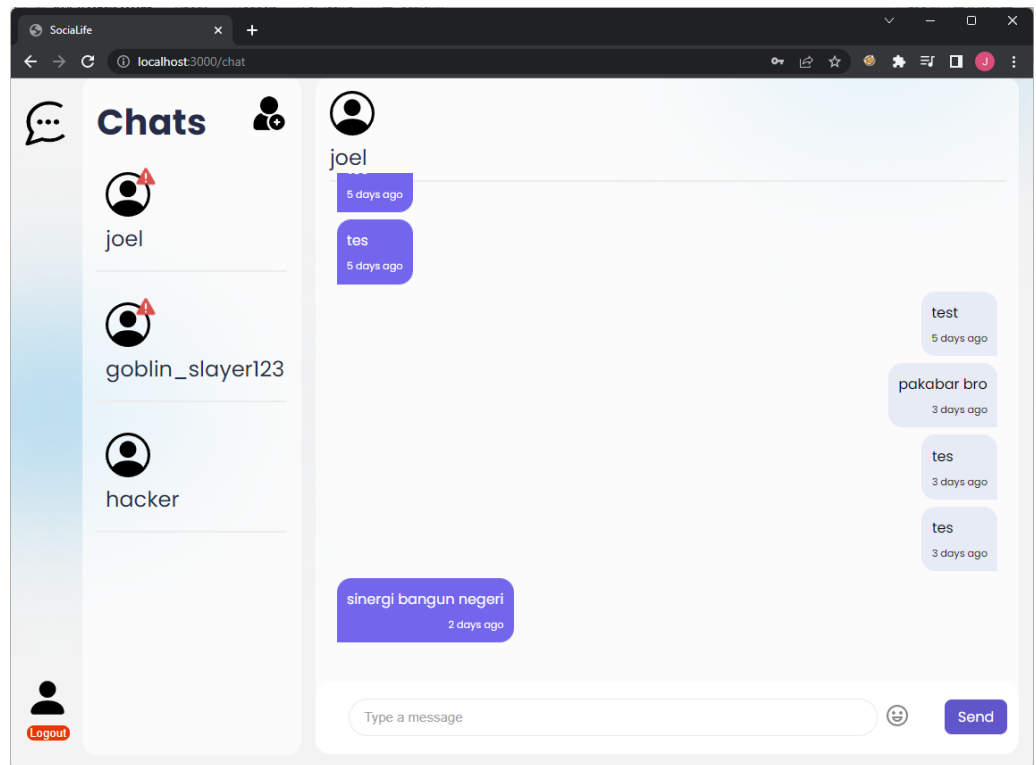 SociaLife
localhost:3000/chat
J
Chats
joel
goblin_slayer123
hacker
Logout
joel
5 days ago
tes
5 days ago
test
5 days ago
pakabar bro
3 days ago
tes
3 days ago
tes
3 days ago
sinergi bangun negeri
2 days ago
Type a message
Send